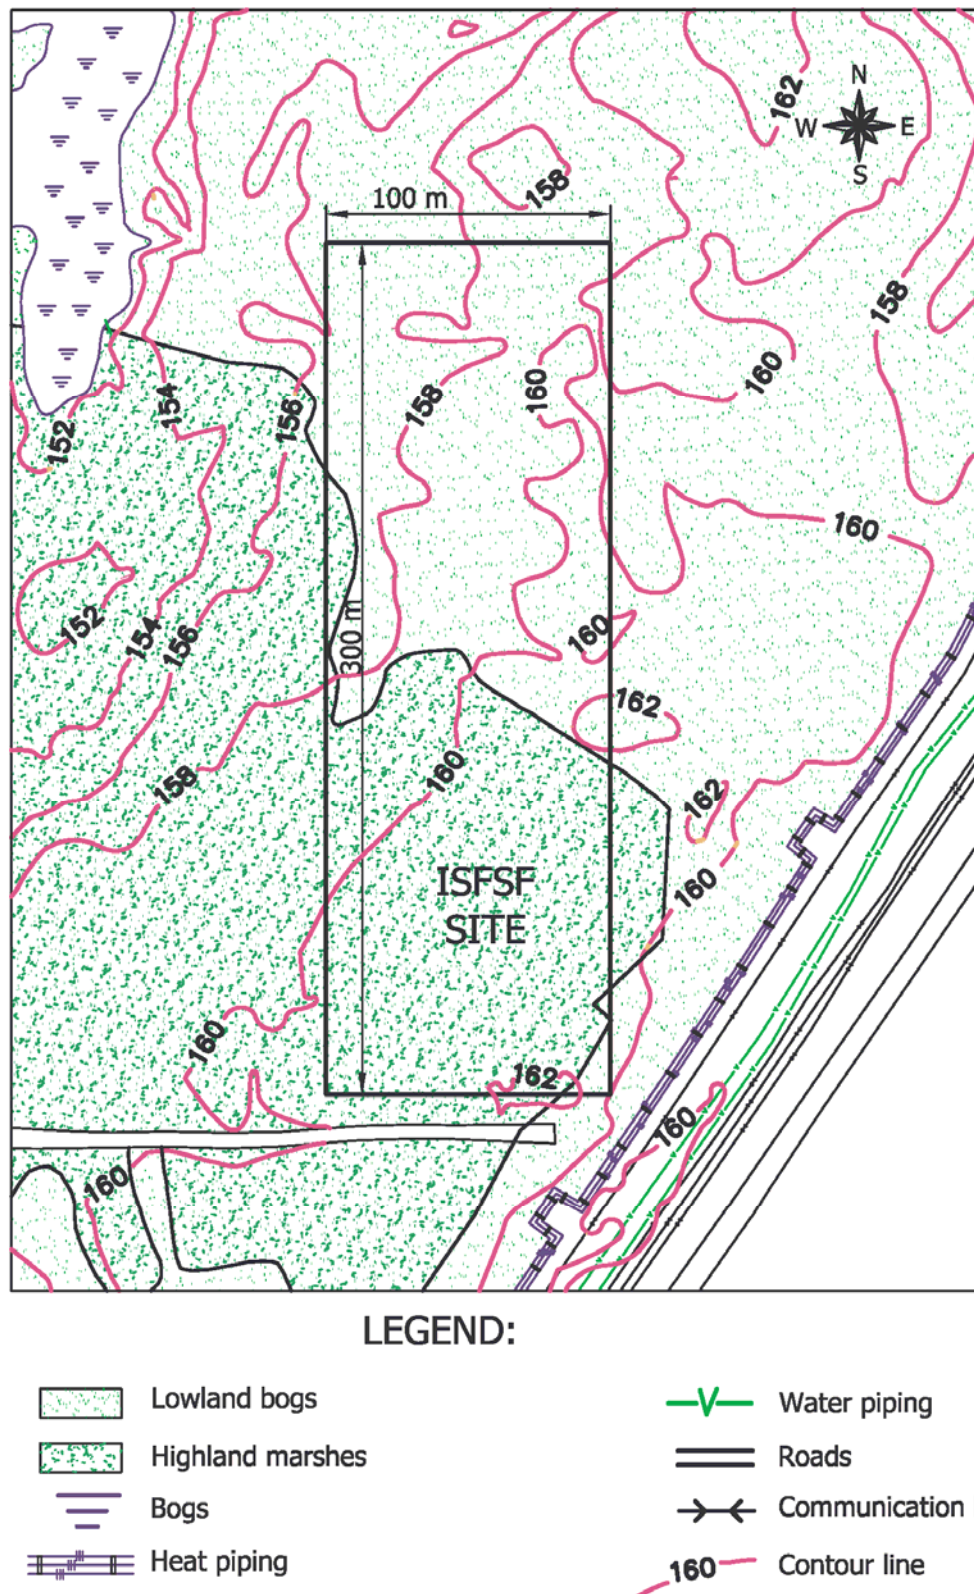 N
162
W E
S
158
100 m
158
160
154
156
158
160
152
160
152
154
156
300 m
160
162
160
158
162
ISFSF
SITE
160
160
162
160
160
LEGEND:
Lowland bogs
Water piping
Highland marshes
Roads
Bogs
Communication
Heat piping
160
Contour line